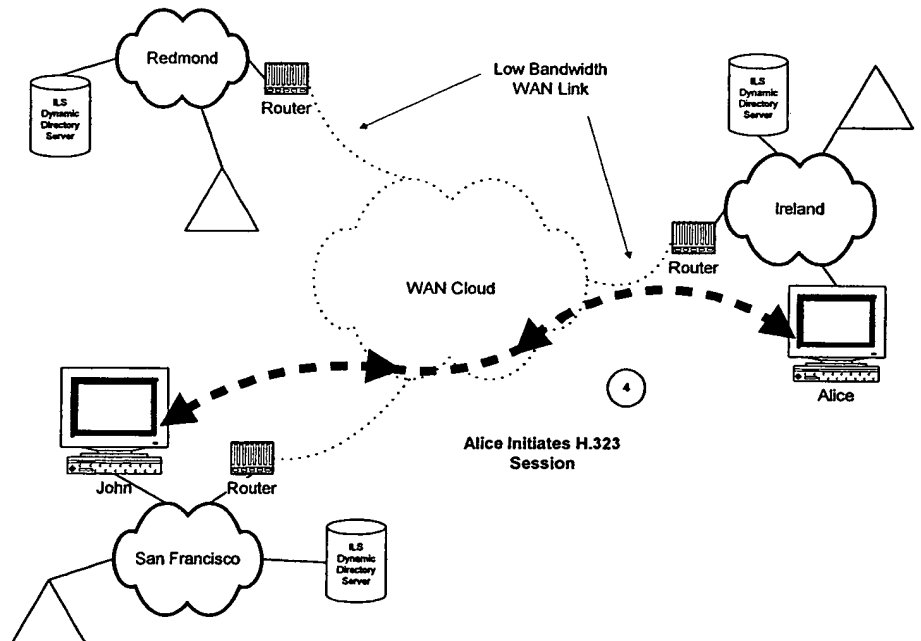 Redmond
ILS
Dynamic
Directory
Server
Router
Low Bandwidth
WAN Link
ILS
Dynamic
Directory
Server
Ireland
Router
WAN Cloud
Alice
4
Alice Initiates H.323
Session
John
Router
San Francisco
ILS
Dynamic
Directory
Server